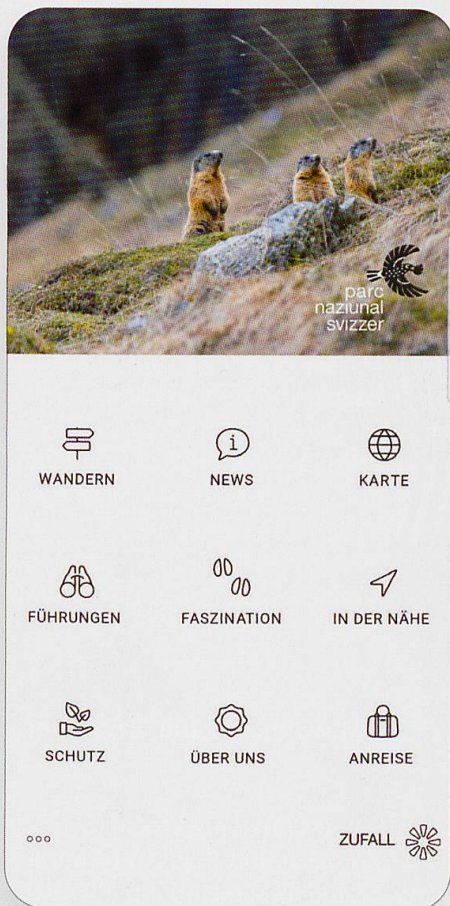 parc
naziunal
svizzer
WANDERN NEWS KARTE
FÜHRUNGEN FASZINATION IN DER NÄHE
SCHUTZ ÜBER UNS ANREISE
ZUFALL